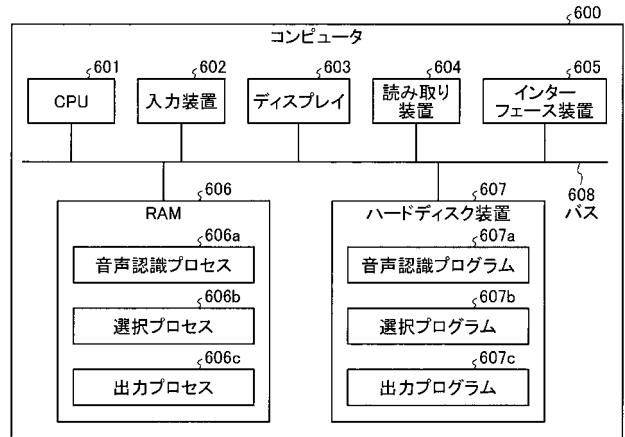 600
コンピュータ
601
CPU
602
入力装置
603
ディスプレイ
604
読み取り
装置
605
インター
フェース装置
608
バス
606
RAM
606a
音声認識プロセス
606b
選択プロセス
606c
出力プロセス
607
ハードディスク装置
607a
音声認識プログラム
607b
選択プログラム
607c
出力プログラム